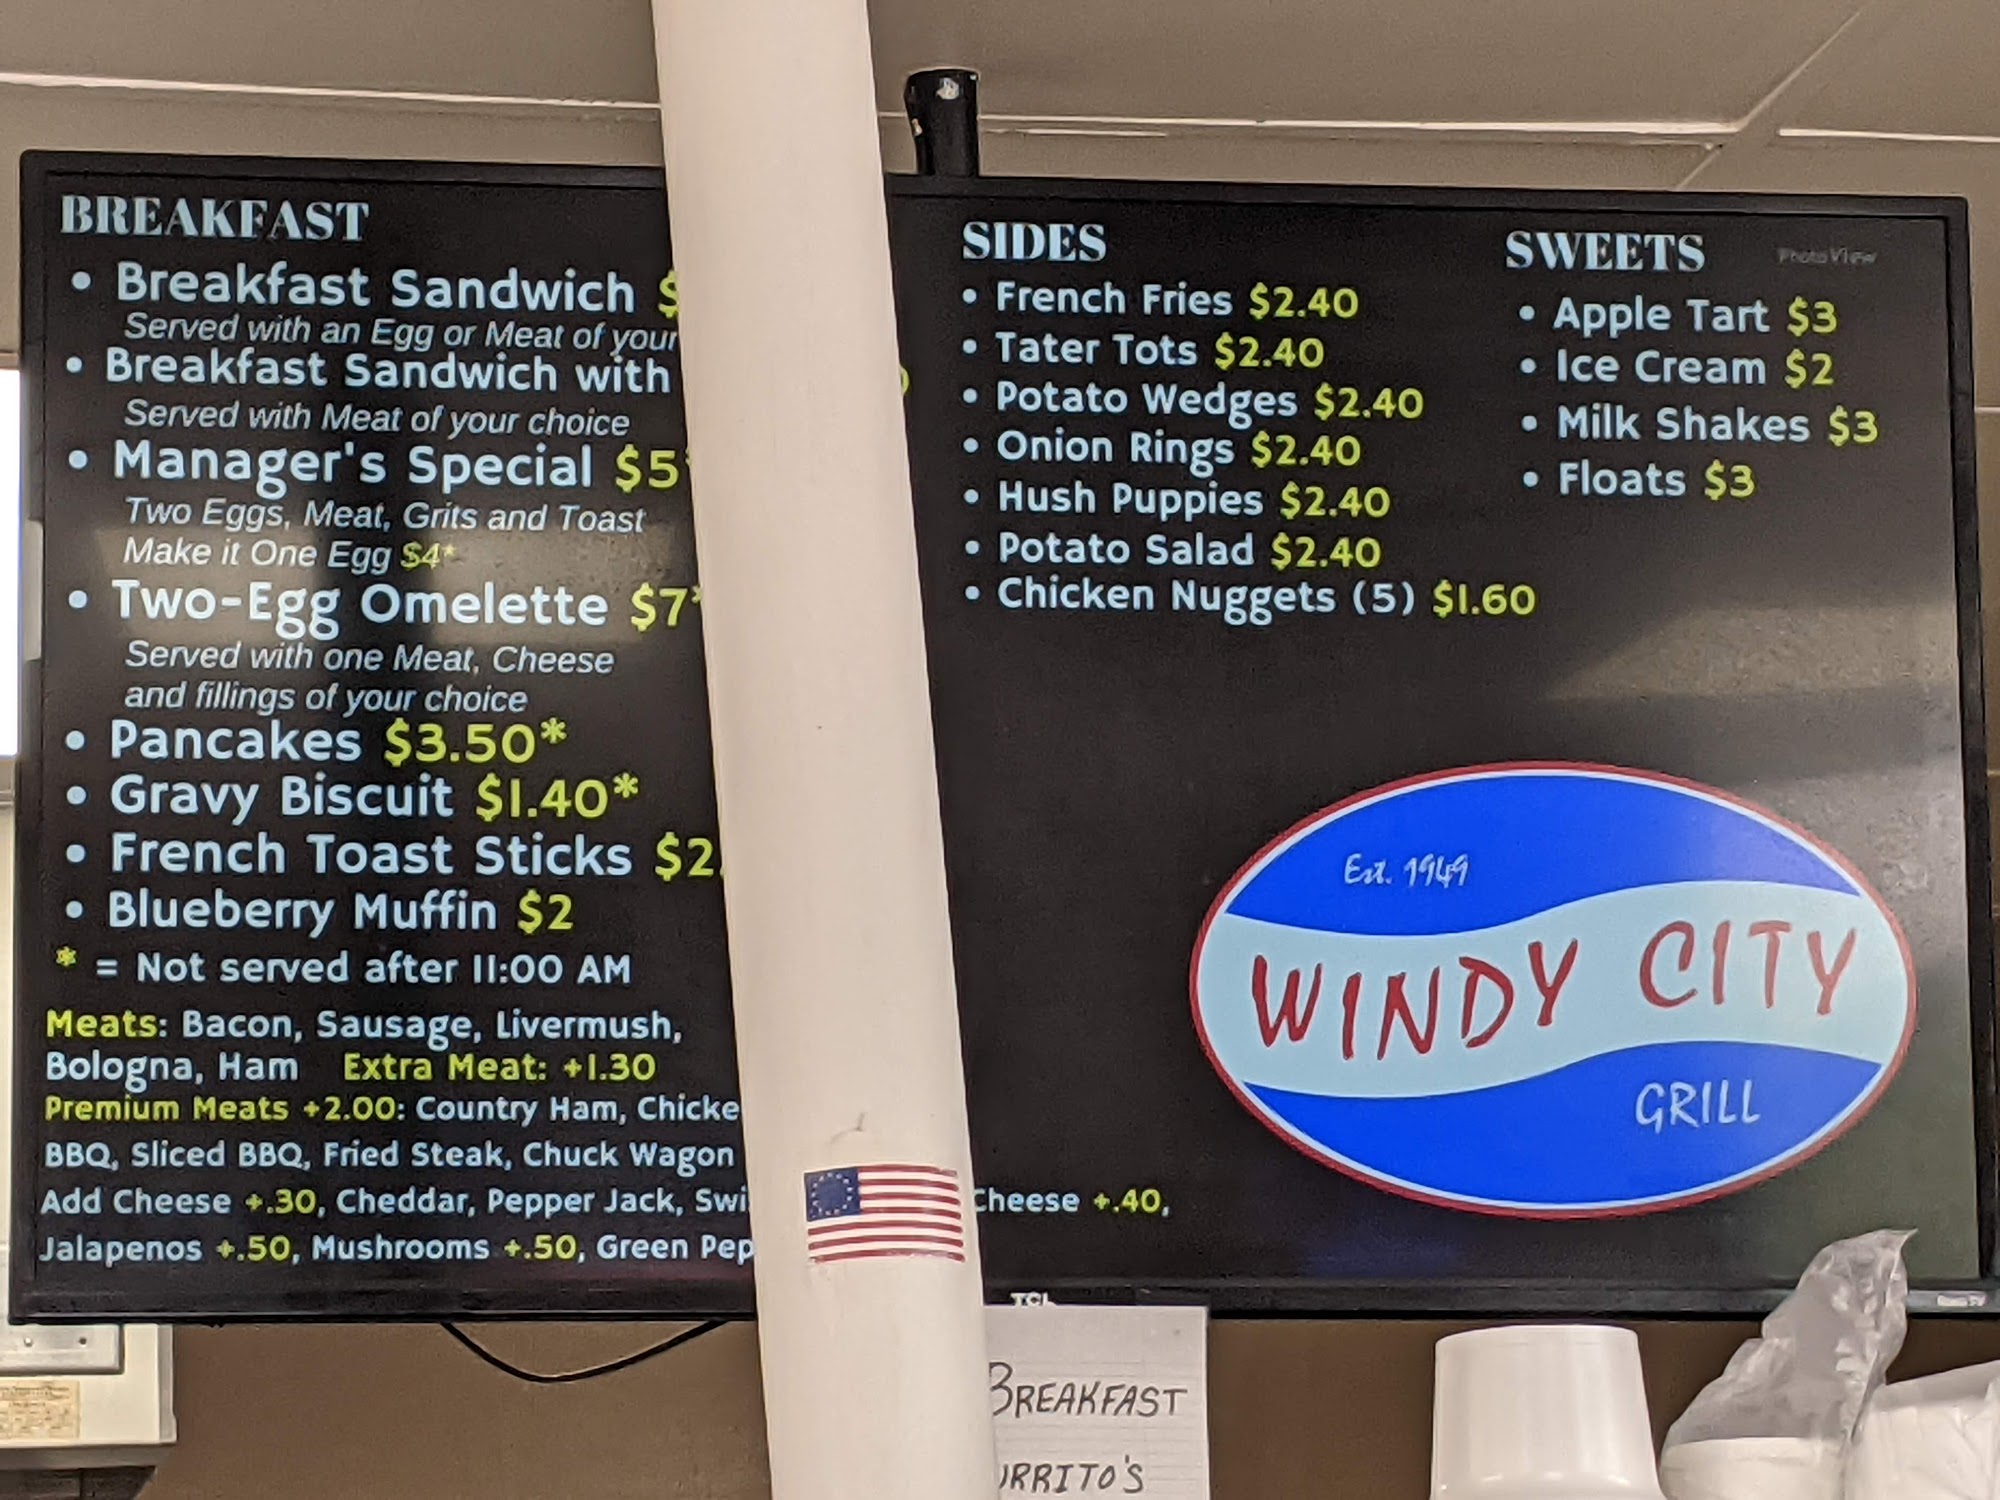 BREAKFAST
• Breakfast Sandwich $
Served with an Egg or Meat of your
• Breakfast Sandwich with
Served with Meat of your choice
• Manager's Special $5
Two Eggs, Meat, Grits and Toast
Make it One Egg $4*
• Two-Egg Omelette $7*
Served with one Meat, Cheese
and fillings of your choice
• Pancakes $3.50*
• Gravy Biscuit $1.40*
• French Toast Sticks $2.
• Blueberry Muffin $2
* = Not served after 11:00 AM
Meats: Bacon, Sausage, Livermush,
Bologna, Ham Extra Meat: +1.30
Premium Meats +2.00: Country Ham,
BBQ, Sliced BBQ, Fried Steak, Chuck Wagon
Add Cheese +.30, Cheddar, Pepper Jack, Cheese +.40,
Jalapenos +.50, Mushrooms +.50, Green
SIDES
• French Fries $2.40
• Tater Tots $2.40
• Potato Wedges $2.40
• Onion Rings $2.40
• Hush Puppies $2.40
• Potato Salad $2.40
• Chicken Nuggets (5) $1.60
SWEETS
• Apple Tart $3
• Ice Cream $2
• Milk Shakes $3
• Floats $3
PhotoView
Est. 1949
WINDY CITY
GRILL
TCL
BREAKFAST
URRITO'S